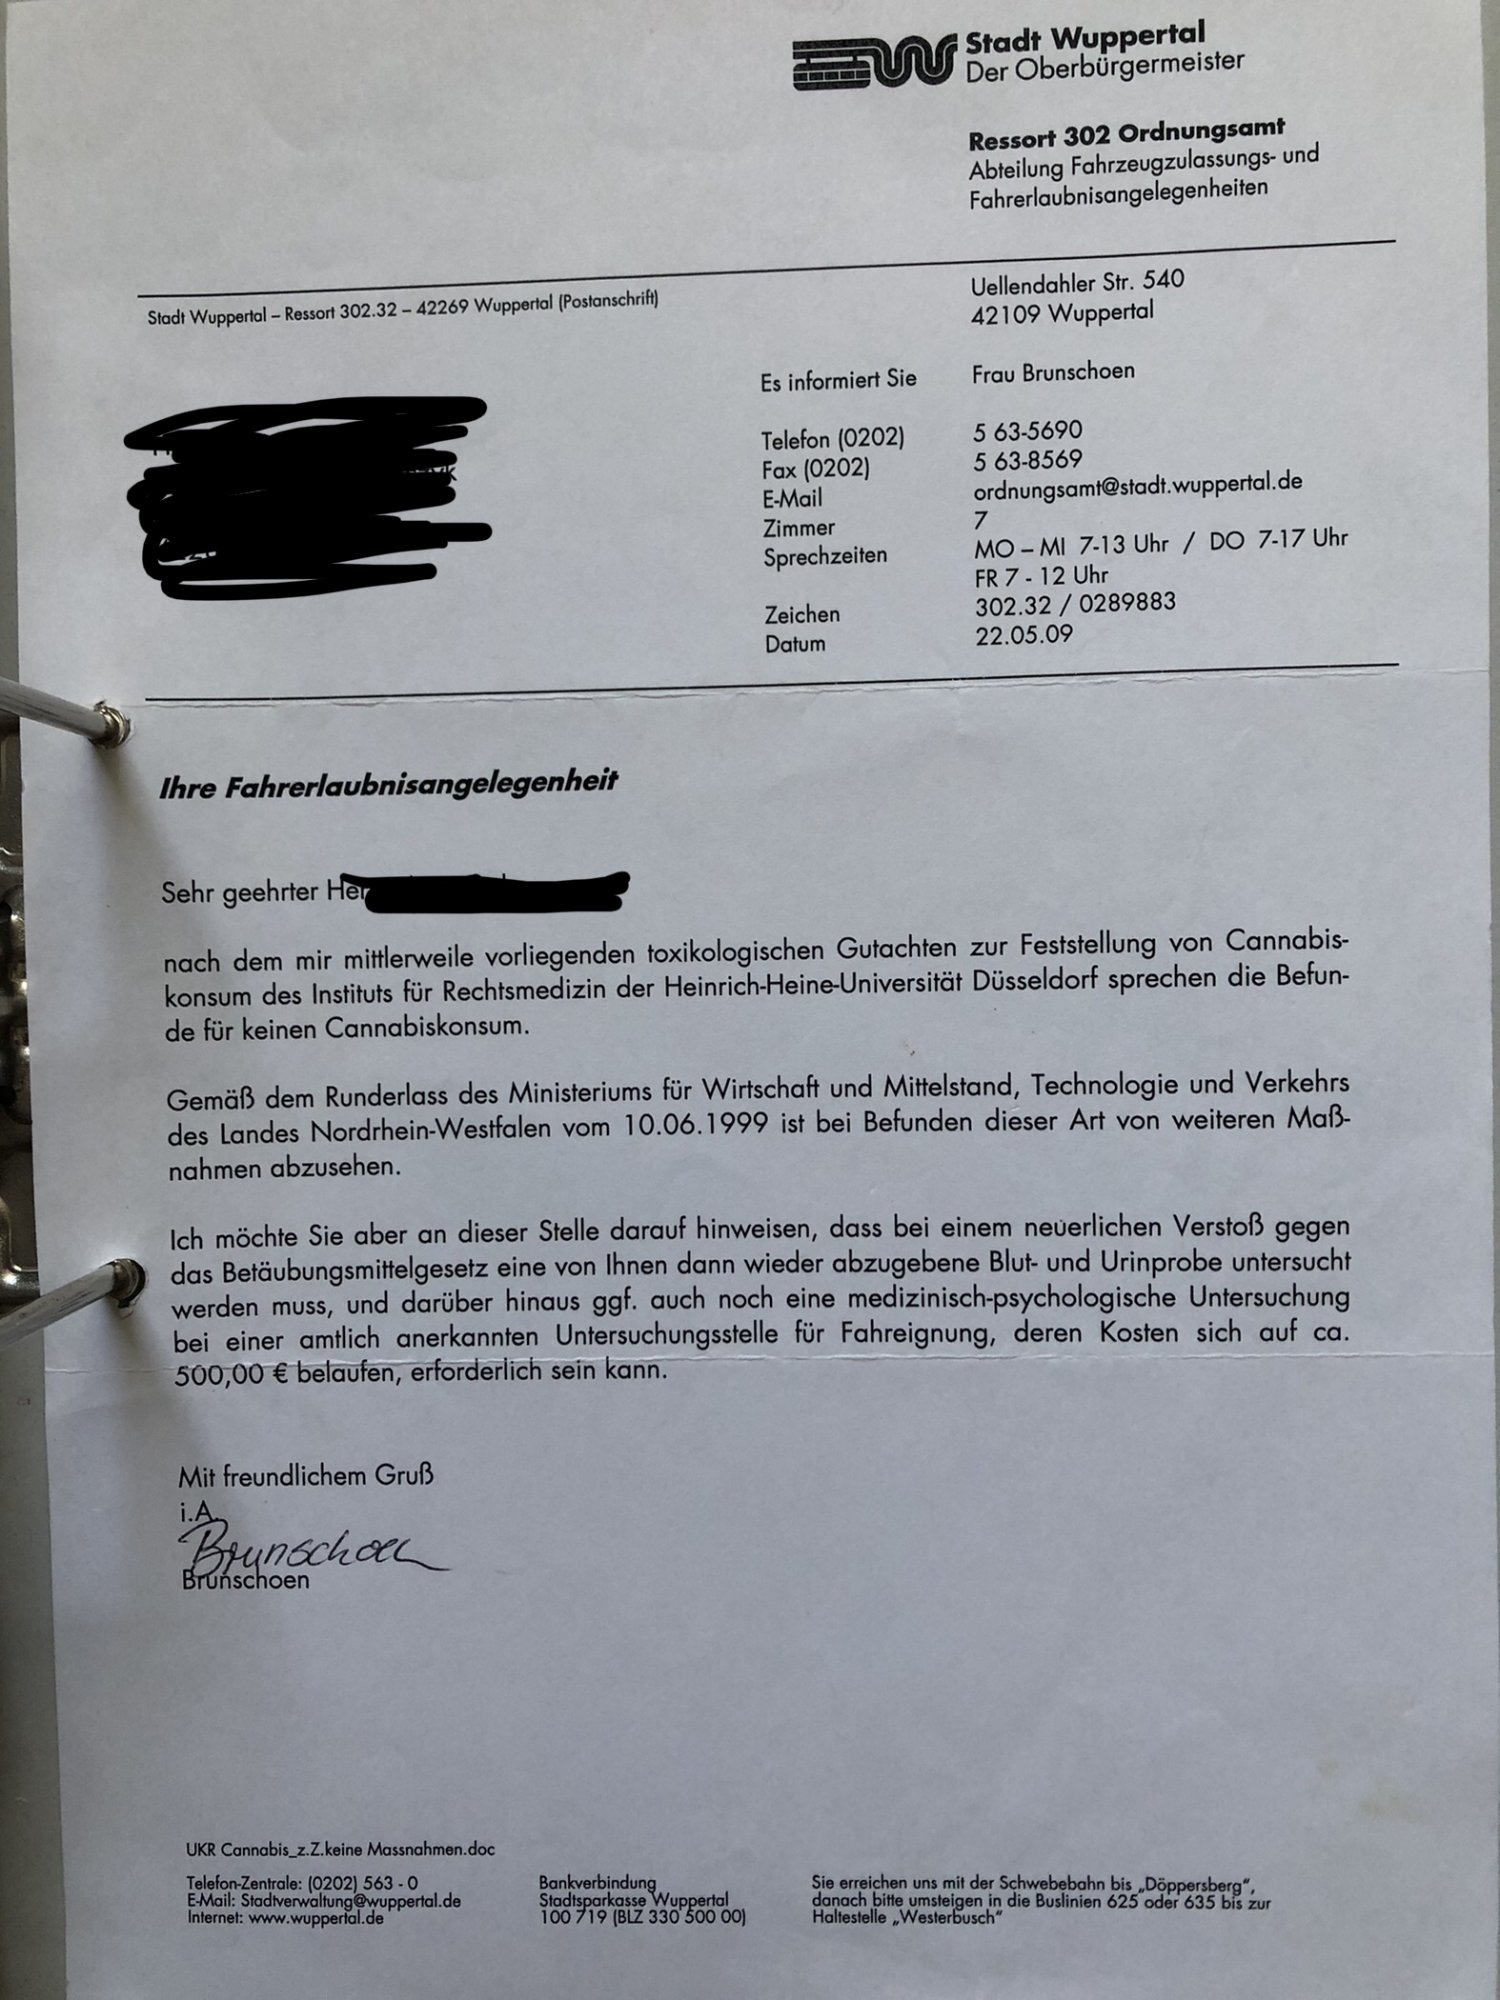 Stadt Wuppertal
Der Oberbürgermeister
Ressort 302 Ordnungsamt
Abteilung Fahrzeugzulassungs- und
Fahrerlaubnisangelegenheiten
Stadt Wuppertal – Ressort 302.32 – 42269 Wuppertal (Postanschrift)
Uellendahler Str. 540
42109 Wuppertal
Es informiert Sie Frau Brunschoen
Telefon (0202) 5 63-5690
Fax (0202) 5 63-8569
E-Mail ordnungsamt@stadt.wuppertal.de
Zimmer 7
Sprechzeiten MO – MI 7-13 Uhr / DO 7-17 Uhr
FR 7 - 12 Uhr
Zeichen 302.32 / 0289883
Datum 22.05.09
Ihre Fahrerlaubnisangelegenheit
Sehr geehrter
nach dem mir mittlerweile vorliegenden toxikologischen Gutachten zur Feststellung von Cannabis-
konsum des Instituts für Rechtsmedizin der Heinrich-Heine-Universität Düsseldorf sprechen die Befun-
de für keinen Cannabiskonsum.
Gemäß dem Runderlass des Ministeriums für Wirtschaft und Mittelstand, Technologie und Verkehrs
des Landes Nordrhein-Westfalen vom 10.06.1999 ist bei Befunden dieser Art von weiteren Maß-
nahmen abzusehen.
Ich möchte Sie aber an dieser Stelle darauf hinweisen, dass bei einem neuerlichen Verstoß gegen
das Betäubungsmittelgesetz eine von Ihnen dann wieder abzugebene Blut- und Urinprobe untersucht
werden muss, und darüber hinaus ggf. auch noch eine medizinisch-psychologische Untersuchung
bei einer amtlich anerkannten Untersuchungsstelle für Fahreignung, deren Kosten sich auf ca.
500,00 € belaufen, erforderlich sein kann.
Mit freundlichem Gruß
i.A.
Brunschoen
Brunschoen
UKR Cannabis_z.Z.keine Massnahmen.doc
Telefon-Zentrale: (0202) 563 - 0
E-Mail: Stadtverwaltung@wuppertal.de
Internet: www.wuppertal.de
Bankverbindung
Stadtsparkasse Wuppertal
100 719 (BLZ 330 500 00)
Sie erreichen uns mit der Schwebebahn bis „Döppersberg“,
danach bitte umsteigen in die Buslinien 625 oder 635 bis zur
Haltestelle „Westerbusch“